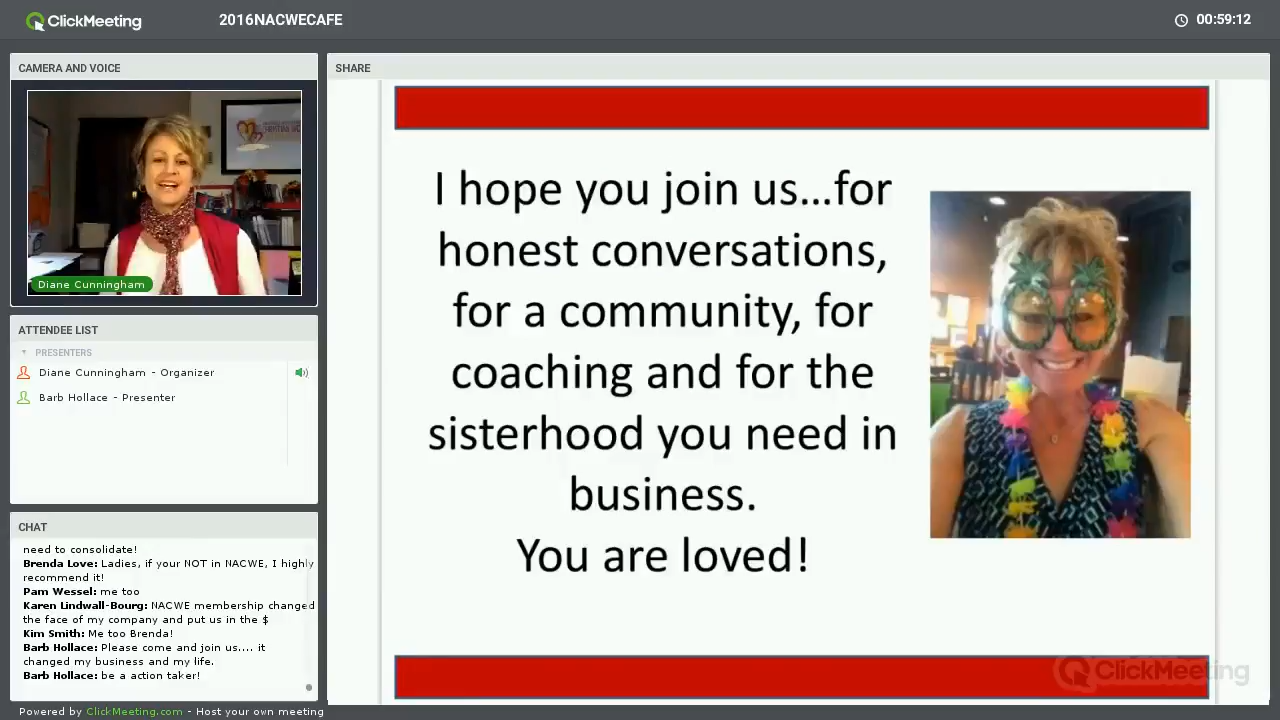 ClickMeeting
2016NACWECAFE
00:59:12
CAMERA AND VOICE
Diane Cunningham
ATTENDEE LIST
PRESENTERS
Diane Cunningham - Organizer
Barb Hollace - Presenter
CHAT
need to consolidate!
Brenda Love: Ladies, if your NOT in NACWE, I highly
recommend it!
Pam Wessel: me too
Karen Lindwall-Bourg: NACWE membership changed
the face of my company and put us in the $
Kim Smith: Me too Brenda!
Barb Hollace: Please come and join us.... it
changed my business and my life.
Barb Hollace: be a action taker!
Powered by ClickMeeting.com - Host your own meeting
SHARE
I hope you join us...for
honest conversations,
for a community, for
coaching and for the
sisterhood you need in
business.
You are loved!
ClickMeeting